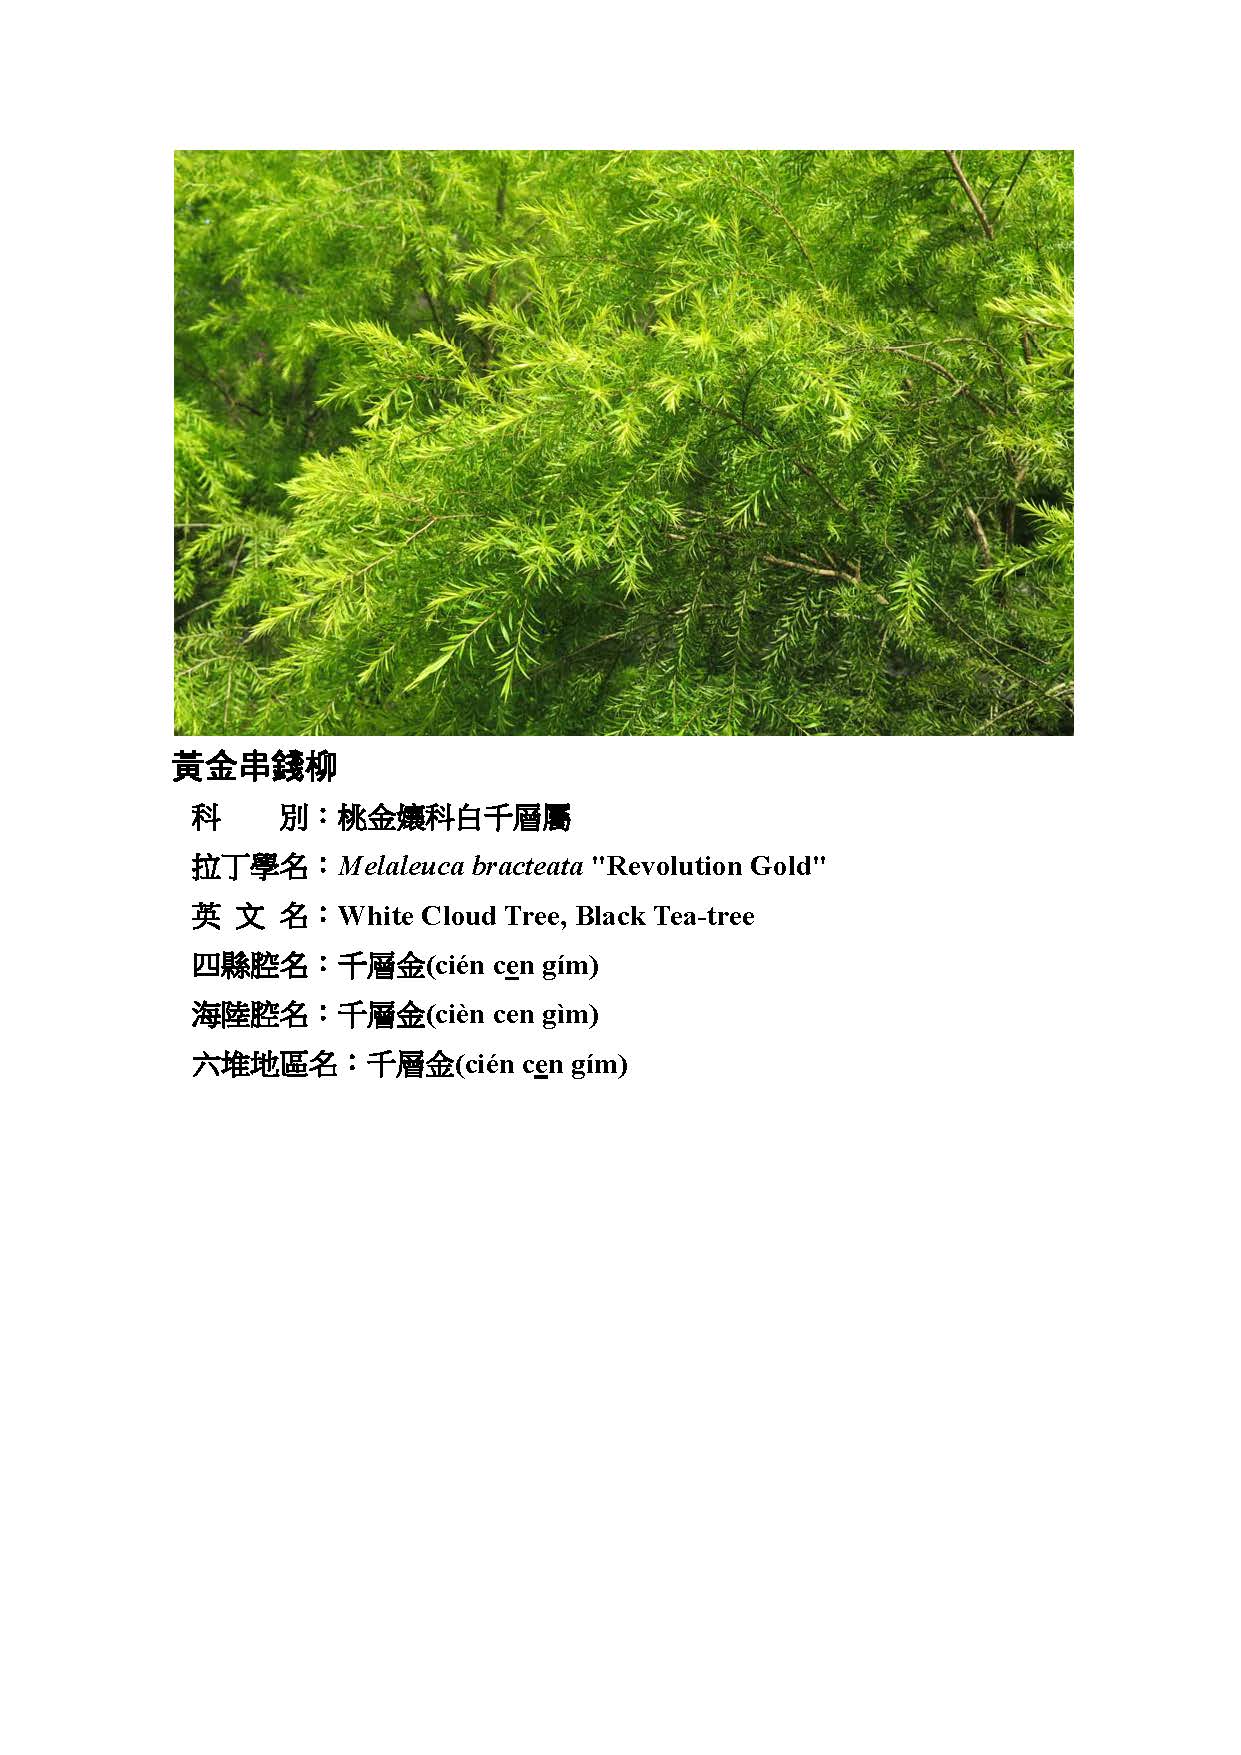 黃金串錢柳
科　　別：桃金孃科白千層屬
拉丁學名：Melaleuca bracteata "Revolution Gold"
英 文 名：White Cloud Tree, Black Tea-tree
四縣腔名：千層金(cién cen gím)
海陸腔名：千層金(cièn cen gìm)
六堆地區名：千層金(cién cen gím)